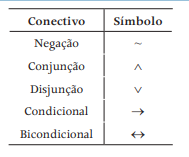 Conectivo Símbolo
Negação ~
Conjunção ∧
Disjunção ∨
Condicional →
Bicondicional ↔